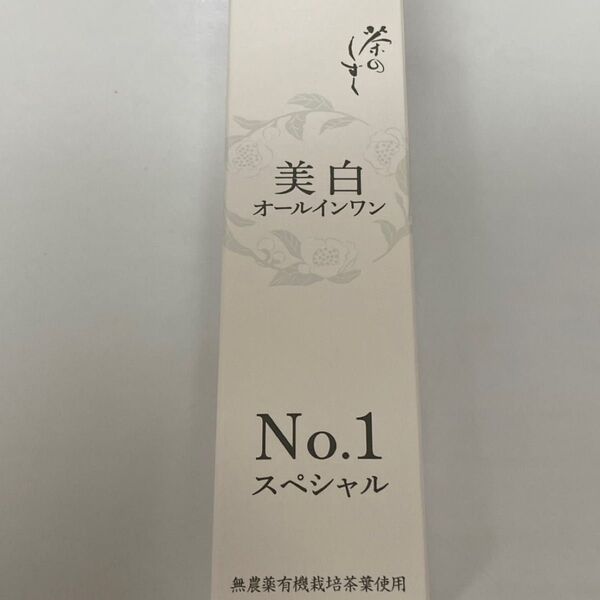 茶の
しずく
美白
オールインワン
No.1
スペシャル
無農薬有機栽培茶葉使用